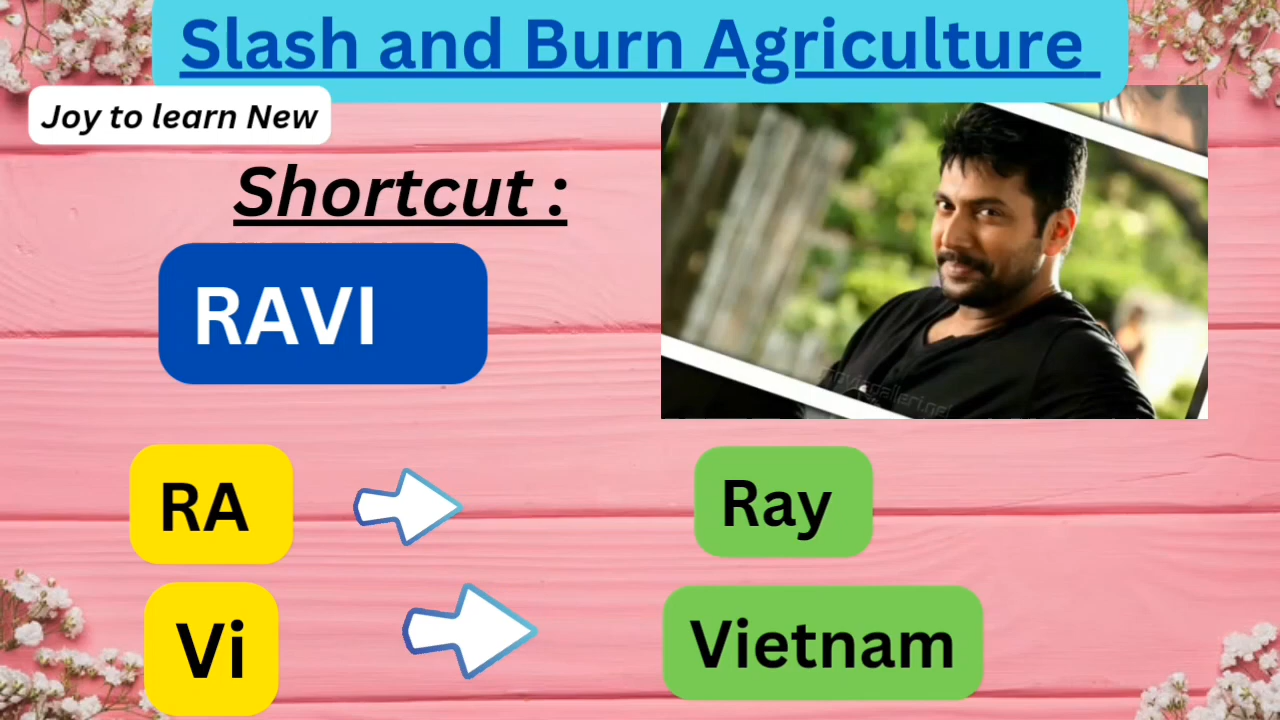 Slash and Burn Agriculture
Joy to learn New
Shortcut :
RAVI
RA
Ray
Vi
Vietnam